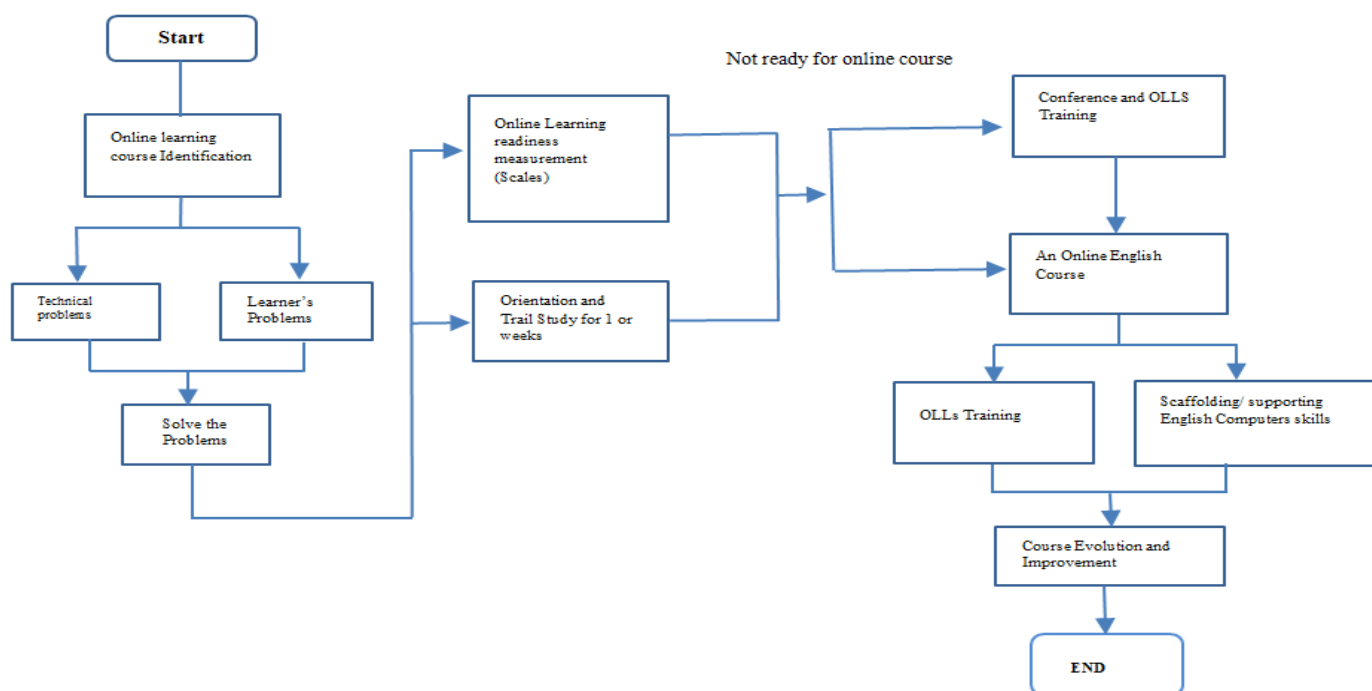 Start
Online learning
course Identification
Technical
problems
Learner's
Problems
Solve the
Problems
Online Learning
readiness
measurement
(Scales)
Orientation and
Trail Study for 1 or
weeks
Not ready for online course
Conference and OLLS
Training
An Online English
Course
OLLs Training
Scaffolding/ supporting
English Computers skills
Course Evolution and
Improvement
END